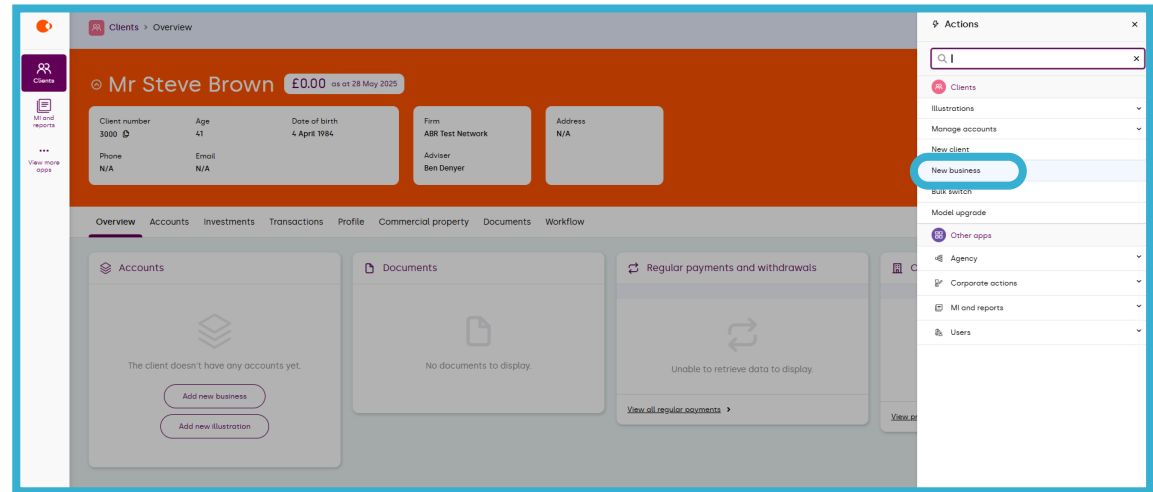 Clients > Overview
Actions
Clients
MI and
reports
View more
apps
Mr Steve Brown £0.00 as at 28 May 2025
Client number Age Date of birth
3000 41 4 April 1984
Phone Email
N/A N/A
Firm
ABR Test Network
Adviser
Ben Denyer
Address
N/A
Overview Accounts Investments Transactions Profile Commercial property Documents Workflow
Accounts
The client doesn't have any accounts yet.
Add new business
Add new illustration
Documents
No documents to display.
Regular payments and withdrawals
Unable to retrieve data to display.
View all regular payments >
C
View pr
Clients
Illustrations
Manage accounts
New client
New business
Bulk switch
Model upgrade
Other apps
Agency
Corporate actions
MI and reports
Users